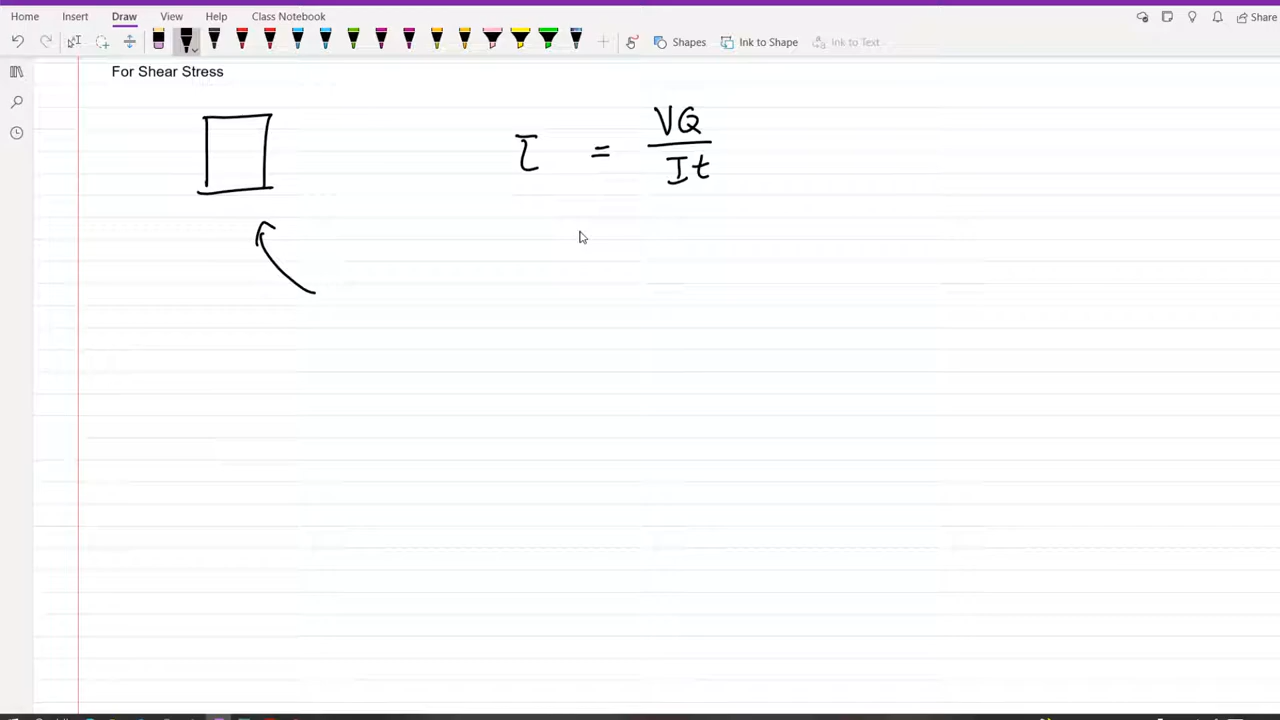 Home Insert Draw View Help Class Notebook Share
Shapes Ink to Shape Ink to Text
For Shear Stress
τ = VQ
It